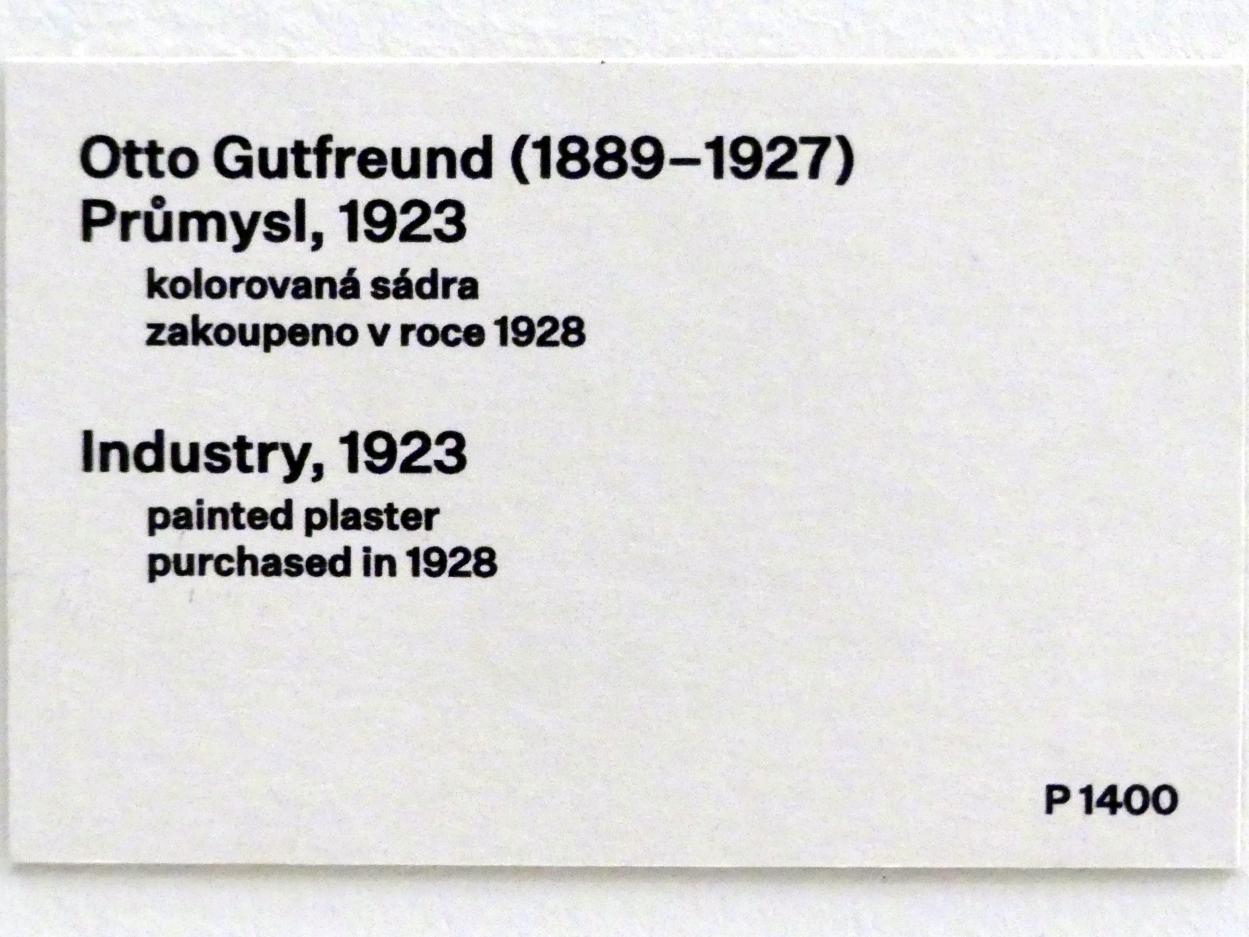 Otto Gutfreund (1889–1927)
Průmysl, 1923
kolorovaná sádra
zakoupeno v roce 1928
Industry, 1923
painted plaster
purchased in 1928
P 1400